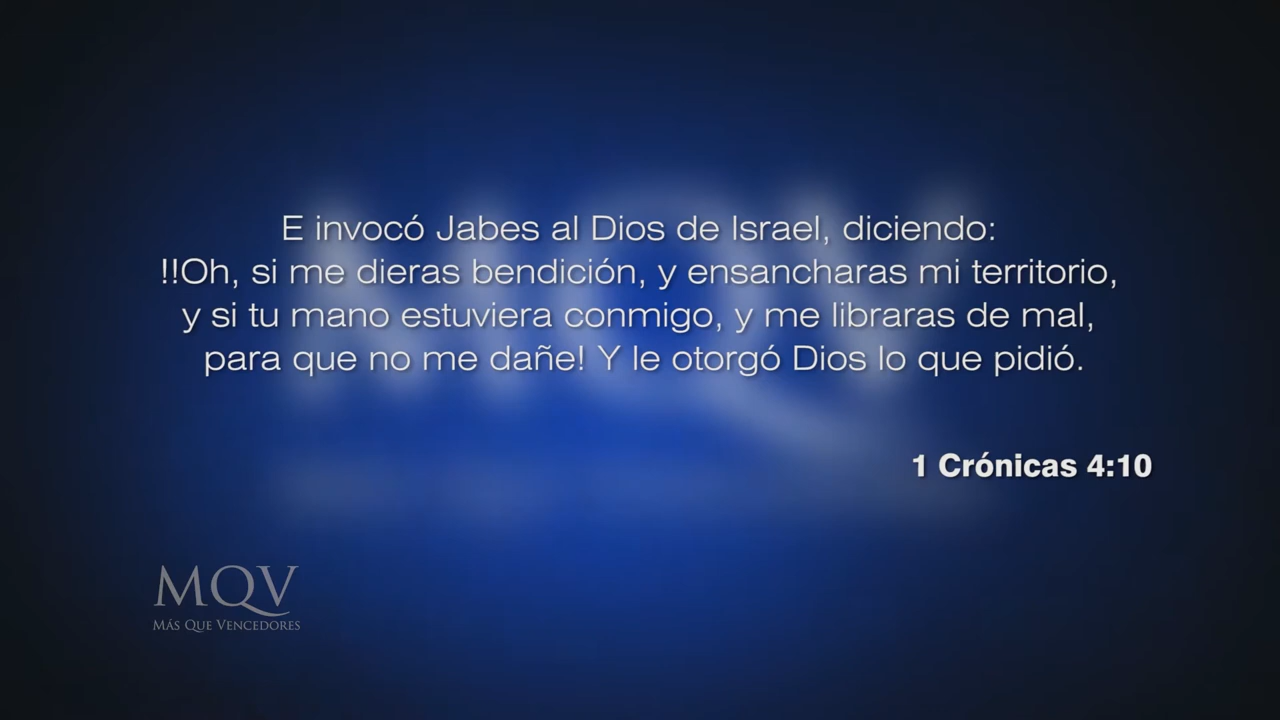 E invocó Jabes al Dios de Israel, diciendo:
!!Oh, si me dieras bendición, y ensancharas mi territorio,
y si tu mano estuviera conmigo, y me libraras de mal,
para que no me dañe! Y le otorgó Dios lo que pidió.
1 Crónicas 4:10
MQV
MÁS QUE VENCEDORES